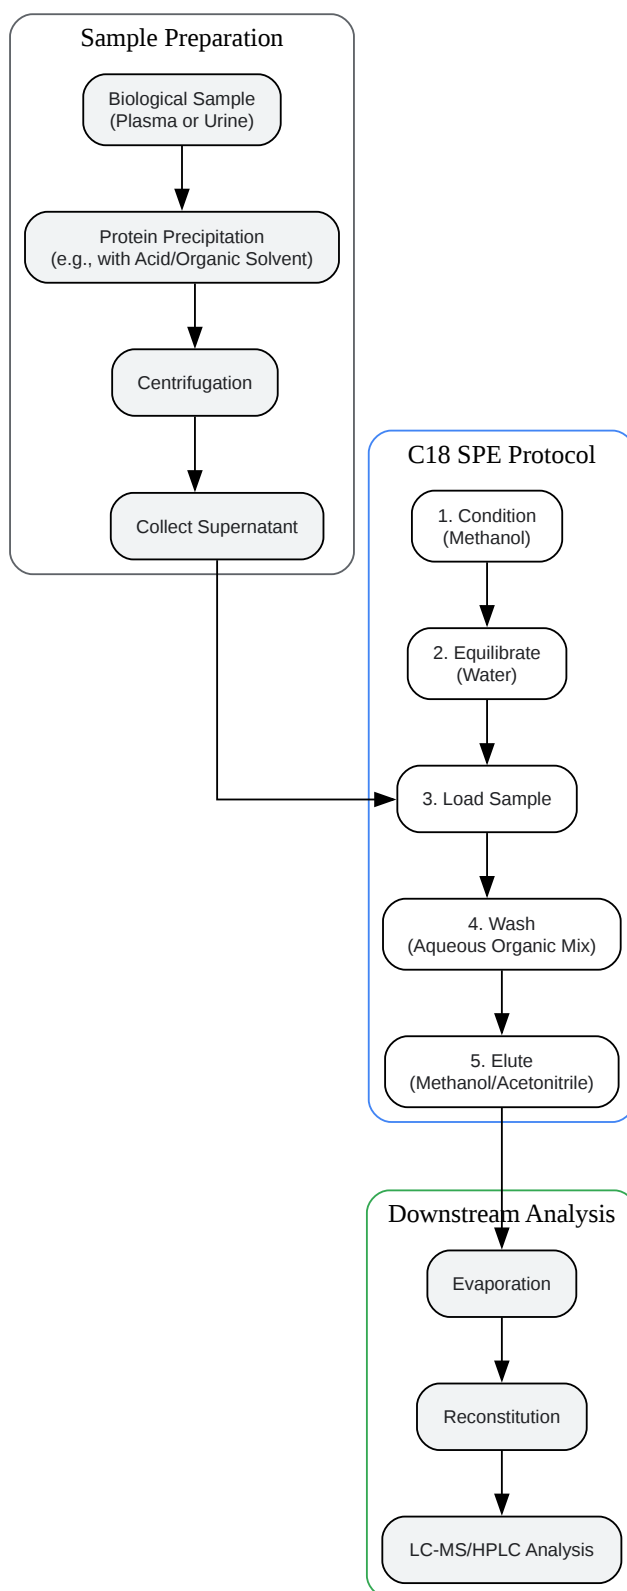 Sample Preparation
Biological Sample
(Plasma or Urine)
Protein Precipitation
(e.g., with Acid/Organic Solvent)
Centrifugation
Collect Supernatant
C18 SPE Protocol
1. Condition
(Methanol)
2. Equilibrate
(Water)
3. Load Sample
4. Wash
(Aqueous Organic Mix)
5. Elute
(Methanol/Acetonitrile)
Downstream Analysis
Evaporation
Reconstitution
LC-MS/HPLC Analysis